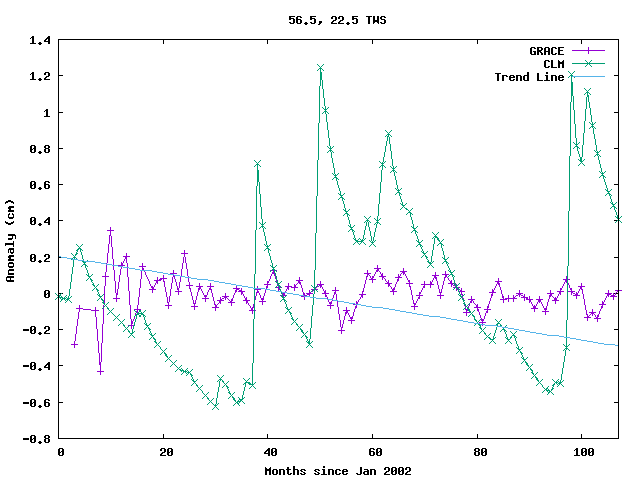 56.5, 22.5 TWS
1.4
1.2
1
0.8
0.6
0.4
0.2
0
-0.2
-0.4
-0.6
-0.8
Anomaly (cm)
GRACE
CLM
Trend Line
0 20 40 60 80 100
Months since Jan 2002